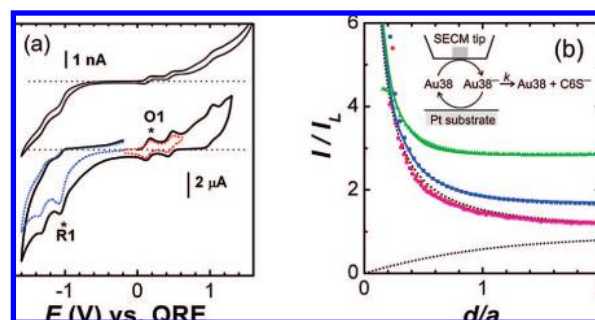 (a)
1 nA
O1
*
2 μA
*
R1
-1 0 1
E (V) vs. QRE
(b)
SECM tip
Au38 Au38⁻ k Au38 + C6S⁻
Pt substrate
6
4
2
0
I / I_L
0 1 2
d/a